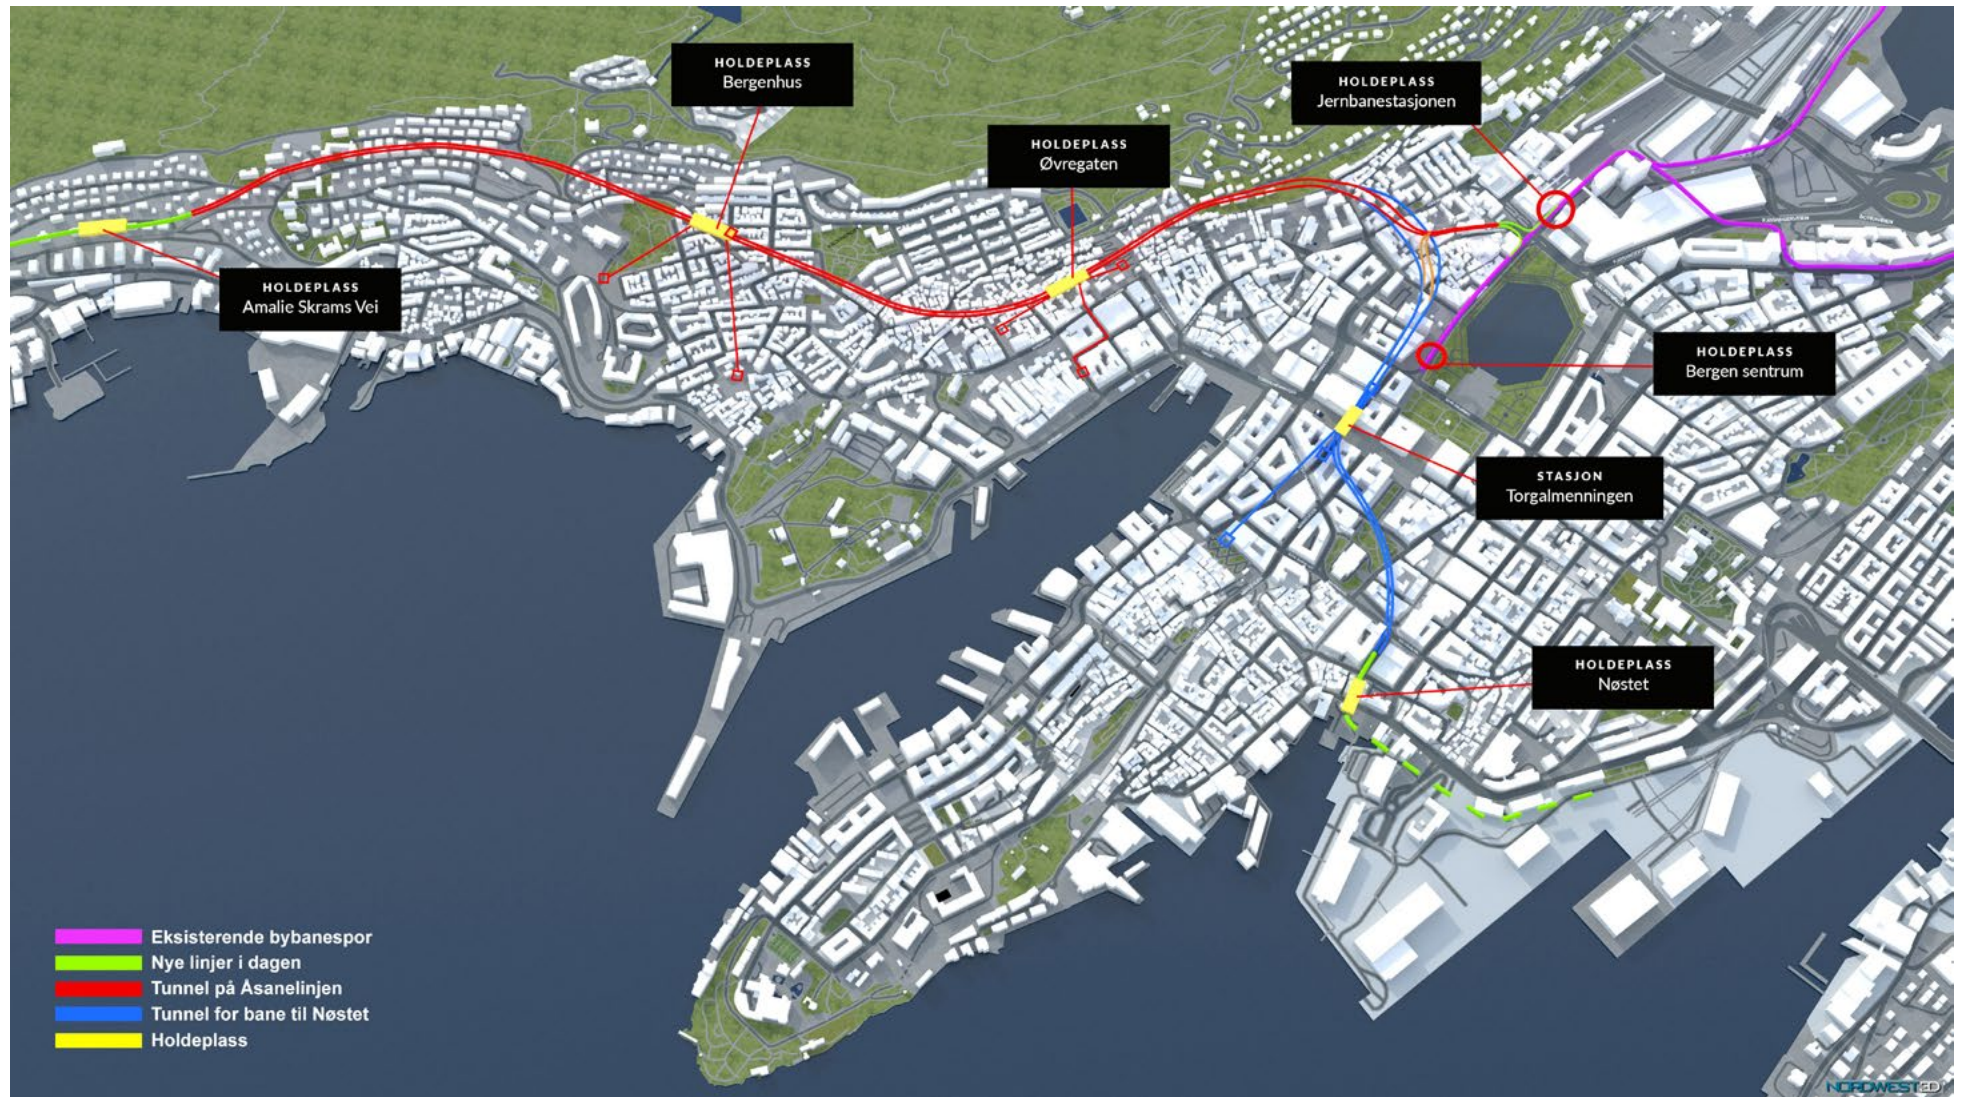 HOLDEPLASS
Bergenhus
HOLDEPLASS
Jernbanestasjonen
HOLDEPLASS
Øvregaten
HOLDEPLASS
Amalie Skrams Vei
HOLDEPLASS
Bergen sentrum
STASJON
Torgalmenningen
HOLDEPLASS
Nøstet
Eksisterende bybanespor
Nye linjer i dagen
Tunnel på Åsanelinjen
Tunnel for bane til Nøstet
Holdeplass
NORDWEST3D